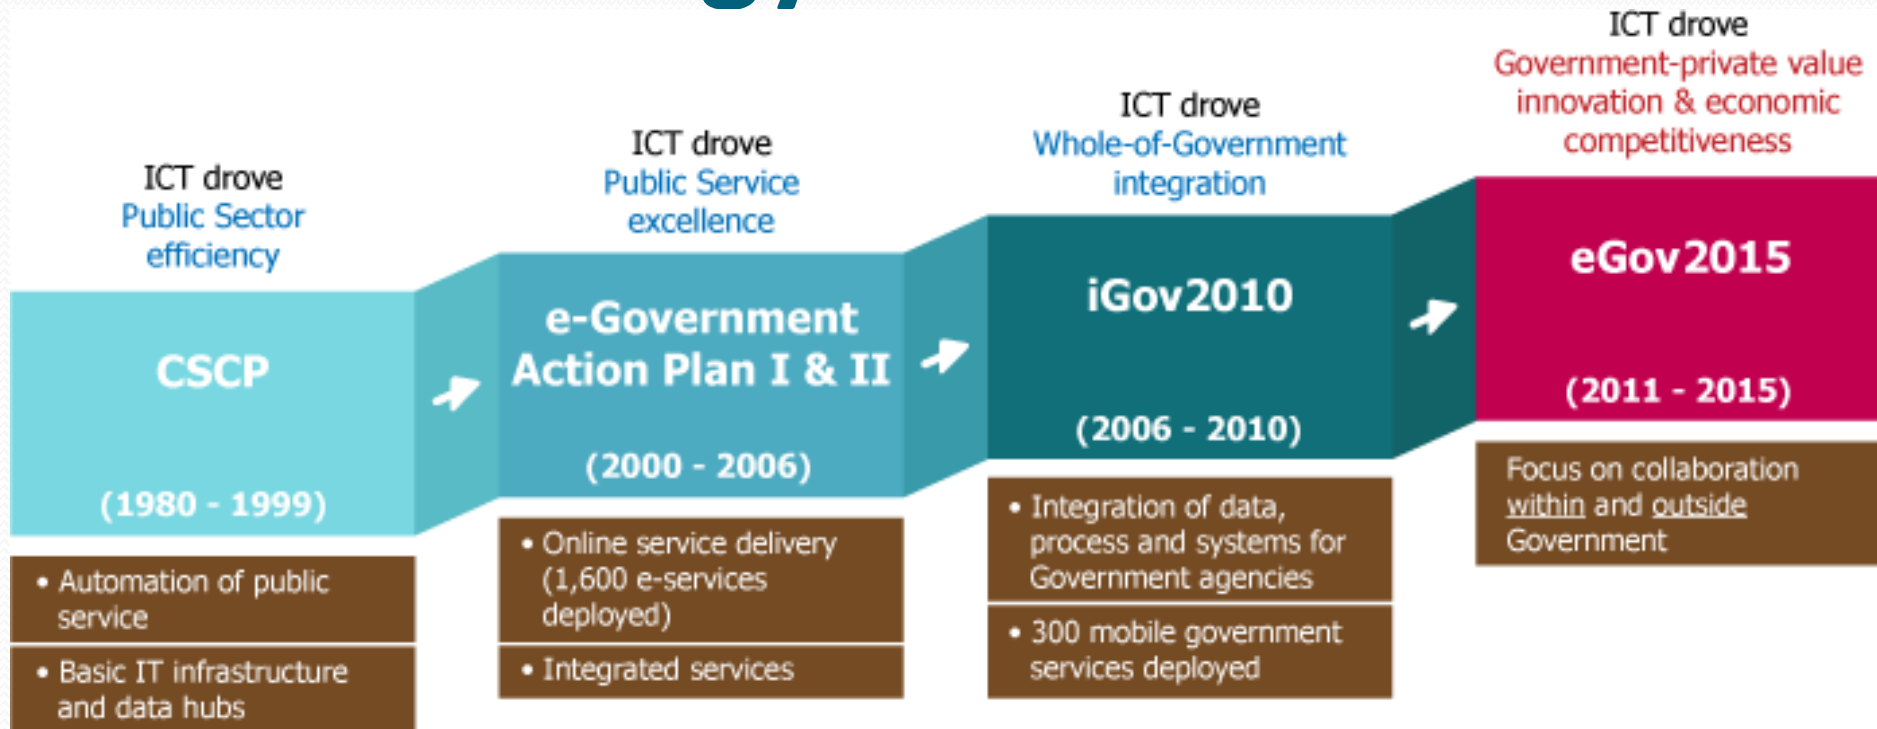 ICT drove
Public Sector
efficiency
CSCP
(1980 - 1999)
• Automation of public
service
• Basic IT infrastructure
and data hubs
ICT drove
Public Service
excellence
e-Government
Action Plan I & II
(2000 - 2006)
• Online service delivery
(1,600 e-services
deployed)
• Integrated services
ICT drove
Whole-of-Government
integration
iGov2010
(2006 - 2010)
• Integration of data,
process and systems for
Government agencies
• 300 mobile government
services deployed
ICT drove
Government-private value
innovation & economic
competitiveness
eGov2015
(2011 - 2015)
Focus on collaboration
within and outside
Government